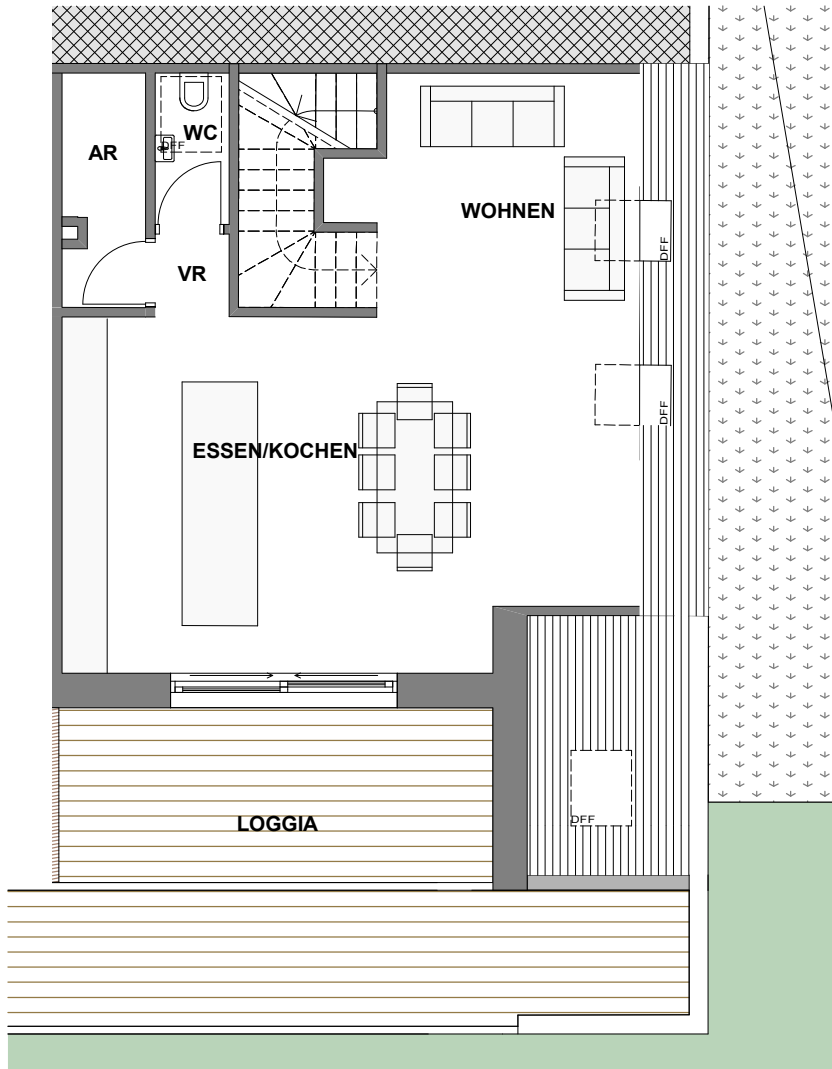 WC
DFF
AR
WOHNEN
DFF
VR
DFF
ESSEN/KOCHEN
DFF
LOGGIA